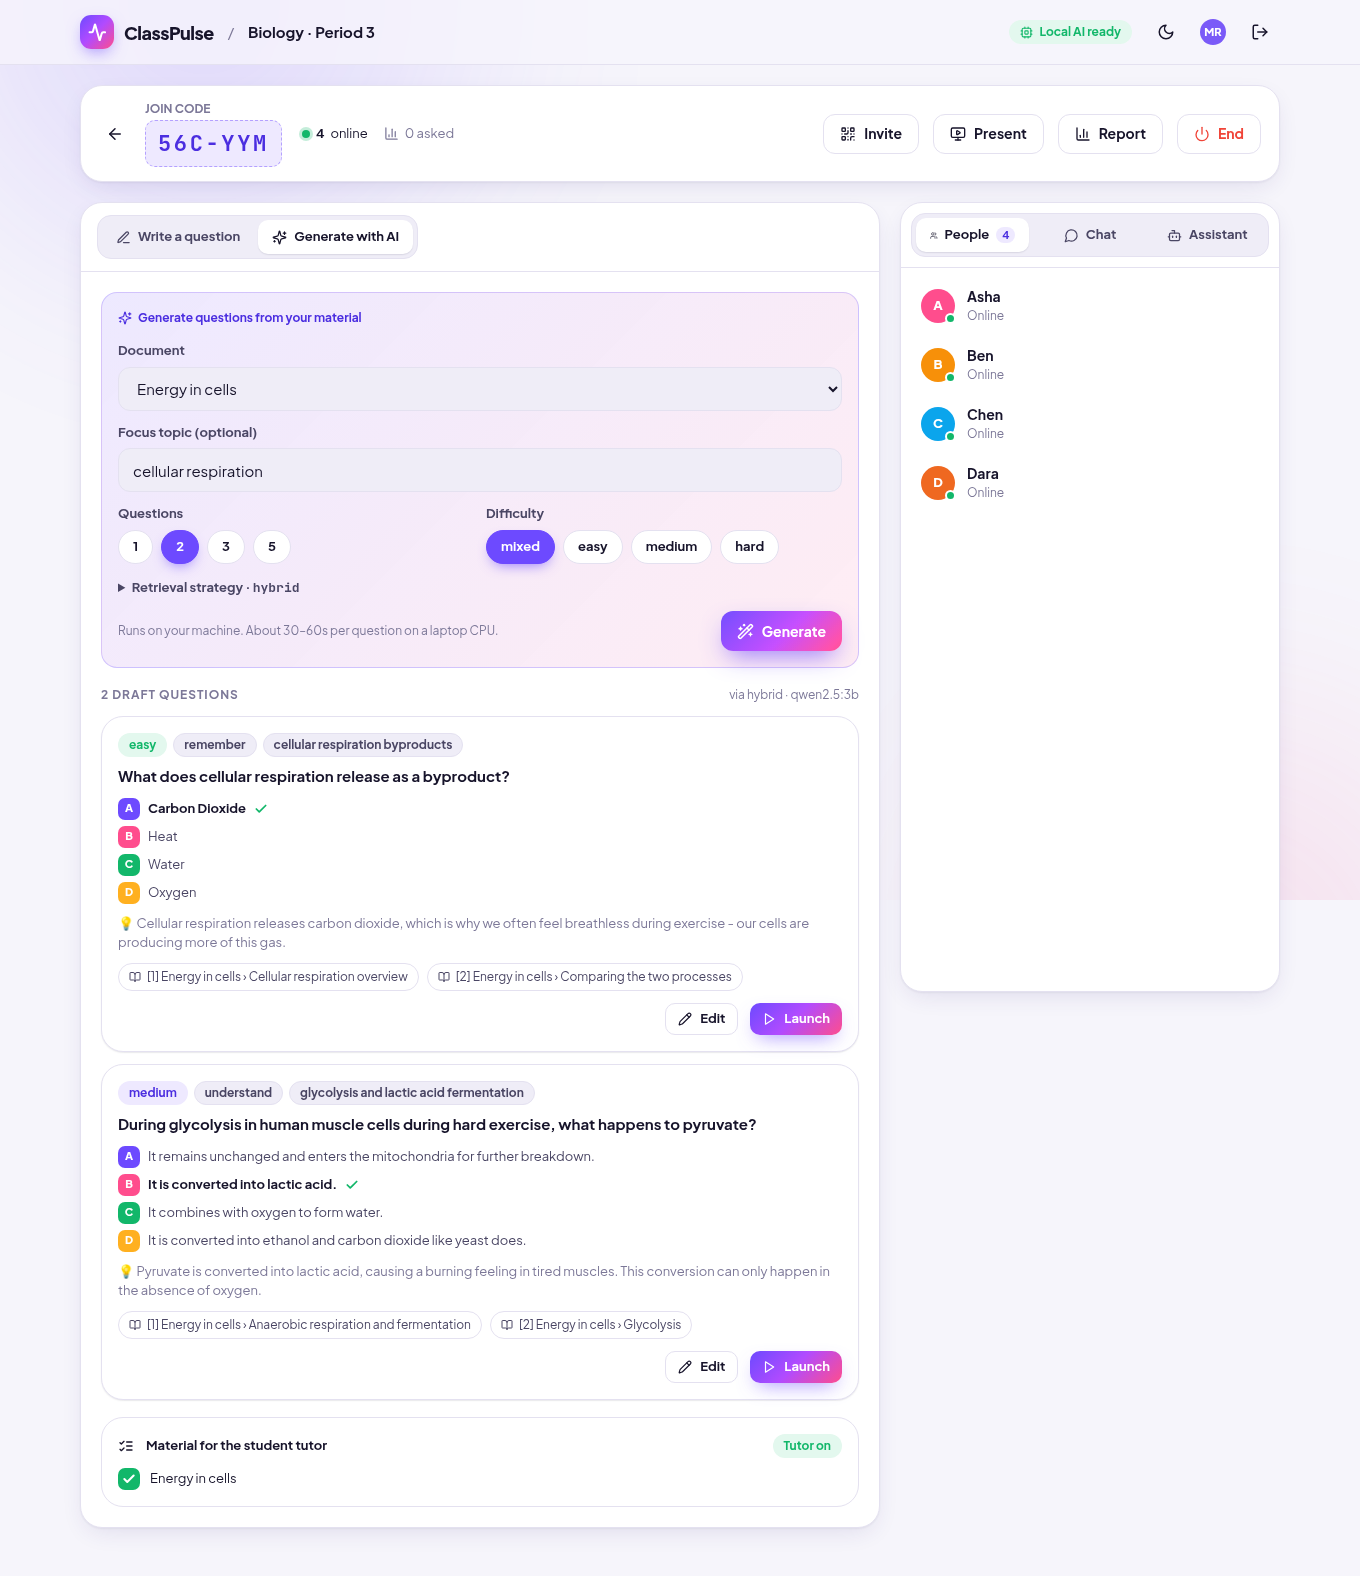 ClassPulse / Biology · Period 3
Local AI ready
MR
JOIN CODE
56C-YYM
4 online
0 asked
Invite
Present
Report
End
Write a question
Generate with AI
Generate questions from your material
Document
Energy in cells
Focus topic (optional)
cellular respiration
Questions
1 2 3 5
Difficulty
mixed easy medium hard
Retrieval strategy · hybrid
Runs on your machine. About 30–60s per question on a laptop CPU.
Generate
2 DRAFT QUESTIONS
via hybrid · qwen2.5:3b
easy remember cellular respiration byproducts
What does cellular respiration release as a byproduct?
A Carbon Dioxide
B Heat
C Water
D Oxygen
Cellular respiration releases carbon dioxide, which is why we often feel breathless during exercise - our cells are
producing more of this gas.
[1] Energy in cells › Cellular respiration overview
[2] Energy in cells › Comparing the two processes
Edit
Launch
medium understand glycolysis and lactic acid fermentation
During glycolysis in human muscle cells during hard exercise, what happens to pyruvate?
A It remains unchanged and enters the mitochondria for further breakdown.
B It is converted into lactic acid.
C It combines with oxygen to form water.
D It is converted into ethanol and carbon dioxide like yeast does.
Pyruvate is converted into lactic acid, causing a burning feeling in tired muscles. This conversion can only happen in
the absence of oxygen.
[1] Energy in cells › Anaerobic respiration and fermentation
[2] Energy in cells › Glycolysis
Edit
Launch
Material for the student tutor
Tutor on
Energy in cells
People 4
Chat
Assistant
A
Asha
Online
B
Ben
Online
C
Chen
Online
D
Dara
Online